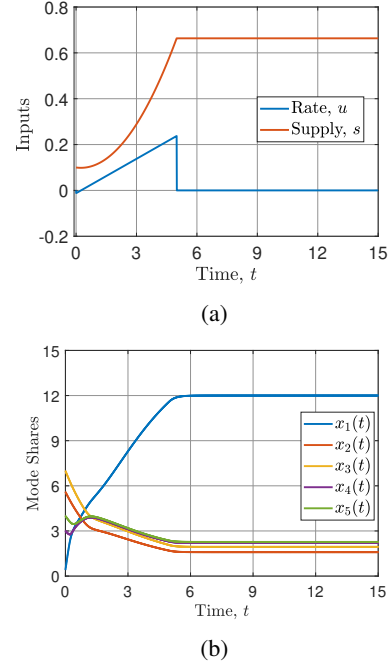 0.8
0.6
0.4
0.2
0
-0.2
Inputs
Rate, u
Supply, s
0 3 6 9 12 15
Time, t
(a)
15
12
9
6
3
0
Mode Shares
x₁(t)
x₂(t)
x₃(t)
x₄(t)
x₅(t)
0 3 6 9 12 15
Time, t
(b)